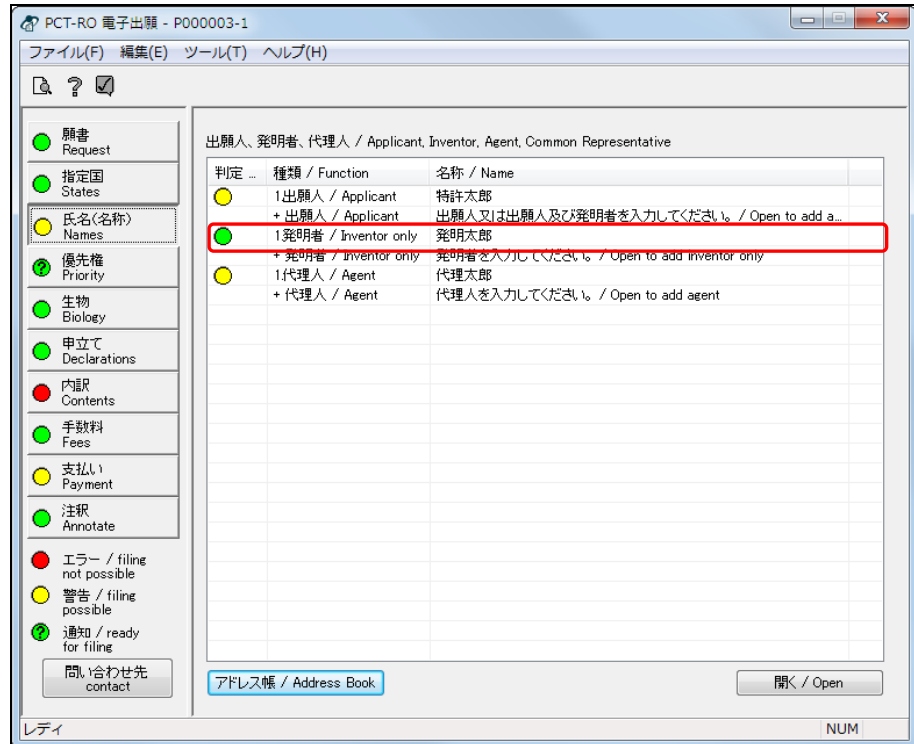 PCT-RO 電子出願 - P000003-1
ファイル(F) 編集(E) ツール(T) ヘルプ(H)
願書
Request
指定国
States
氏名(名称)
Names
優先権
Priority
生物
Biology
申立て
Declarations
内訳
Contents
手数料
Fees
支払い
Payment
注釈
Annotate
エラー / filing
not possible
警告 / filing
possible
通知 / ready
for filing
問い合わせ先
contact
出願人、発明者、代理人 / Applicant, Inventor, Agent, Common Representative
判定 ... 種類 / Function 名称 / Name
1出願人 / Applicant 特許太郎
+ 出願人 / Applicant 出願人又は出願人及び発明者を入力してください。 / Open to add a...
1発明者 / Inventor only 発明太郎
+ 発明者 / Inventor only 発明者を入力してください。 / Open to add inventor only
1代理人 / Agent 代理太郎
+ 代理人 / Agent 代理人を入力してください。 / Open to add agent
アドレス帳 / Address Book 開く / Open
レディ NUM